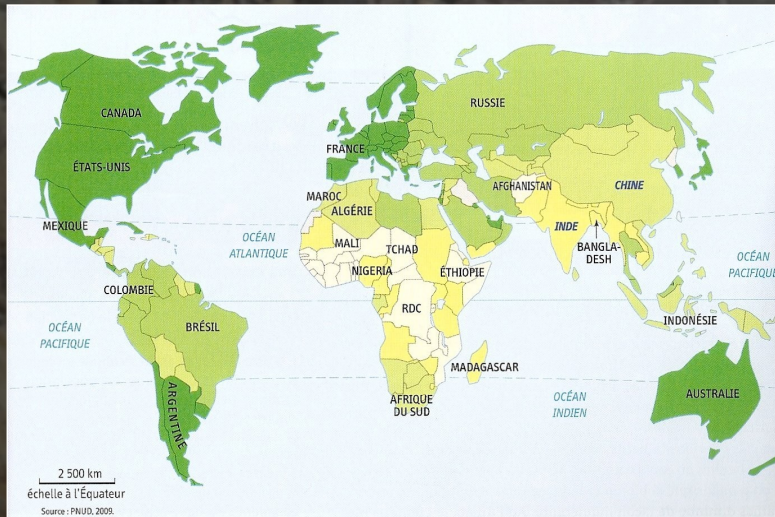 CANADA
ÉTATS-UNIS
MEXIQUE
COLOMBIE
BRÉSIL
ARGENTINE
OCÉAN
PACIFIQUE
OCÉAN
ATLANTIQUE
FRANCE
RUSSIE
MAROC
ALGÉRIE
MALI
TCHAD
NIGERIA
ÉTHIOPIE
RDC
MADAGASCAR
AFRIQUE
DU SUD
AFGHANISTAN
CHINE
INDE
BANGLA-
DESH
INDONÉSIE
OCÉAN
PACIFIQU
OCÉAN
INDIEN
AUSTRALIE
2 500 km
échelle à l'Équateur
Source : PNUD, 2009.